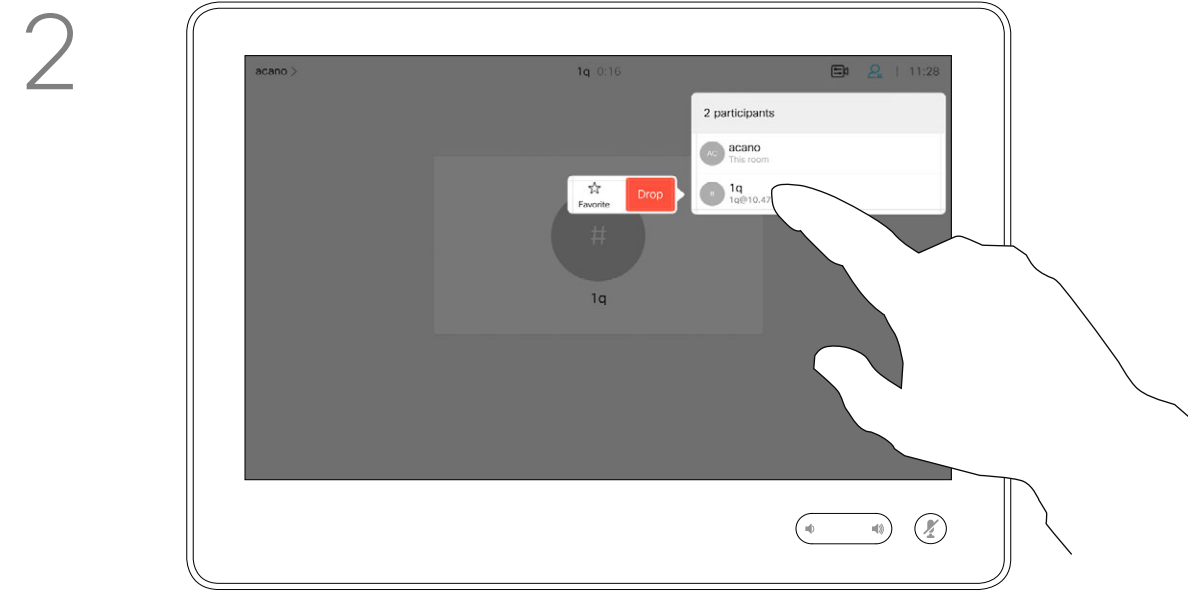 2
acano >
1q 0:16
| 11:28
2 participants
AC
acano
This room
1q
1q@10.47
Favorite
Drop
#
1q